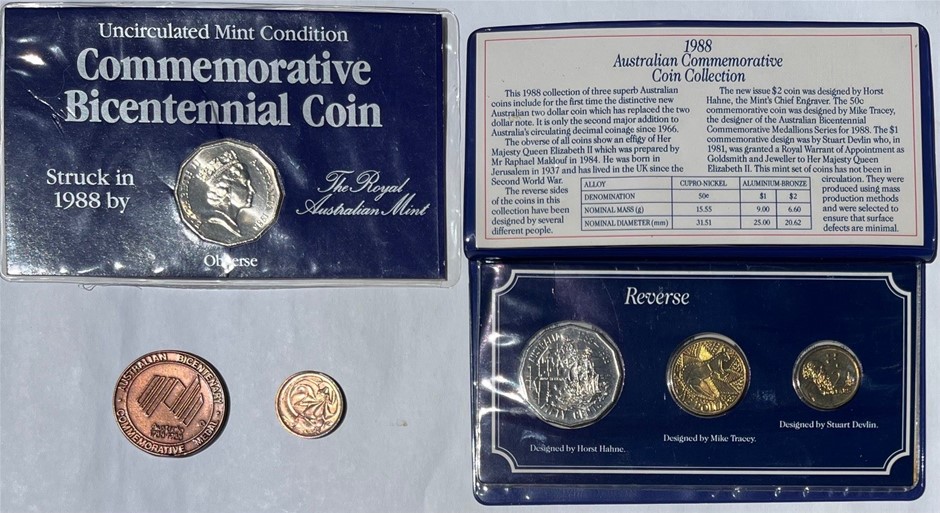 Uncirculated Mint Condition
Commemorative
Bicentennial Coin
Struck in
1988 by
The Royal
Australian Mint
Obverse
1988
Australian Commemorative
Coin Collection
This 1988 collection of three superb Australian
coins include for the first time the distinctive new
Australian two dollar coin which has replaced the two
dollar note. It is only the second major addition to
Australia's circulating decimal coinage since 1966.
The obverse of all coins show an effigy of Her
Majesty Queen Elizabeth II which was prepared by
Mr Raphael Maklouf in 1984. He was born in
Jerusalem in 1937 and has lived in the UK since the
Second World War.
The reverse sides
of the coins in this
collection have been
designed by several
different people.
The new issue $2 coin was designed by Horst
Hahne, the Mint's Chief Engraver. The 50c
commemorative coin was designed by Mike Tracey,
the designer of the Australian Bicentennial
Commemorative Medallions Series for 1988. The $1
commemorative design was by Stuart Devlin who, in
1981, was granted a Royal Warrant of Appointment as
Goldsmith and Jeweller to Her Majesty Queen
Elizabeth II. This mint set of coins has not been in
circulation. They were
produced using mass
production methods
and were selected to
ensure that surface
defects are minimal.
ALLOY CUPRO-NICKEL ALUMINIUM-BRONZE
DENOMINATION 50c $1 $2
NOMINAL MASS (g) 15.55 9.00 6.60
NOMINAL DIAMETER (mm) 31.51 25.00 20.62
Reverse
Designed by Horst Hahne.
Designed by Mike Tracey.
Designed by Stuart Devlin.
AUSTRALIAN BICENTENARY
COMMEMORATIVE MEDAL